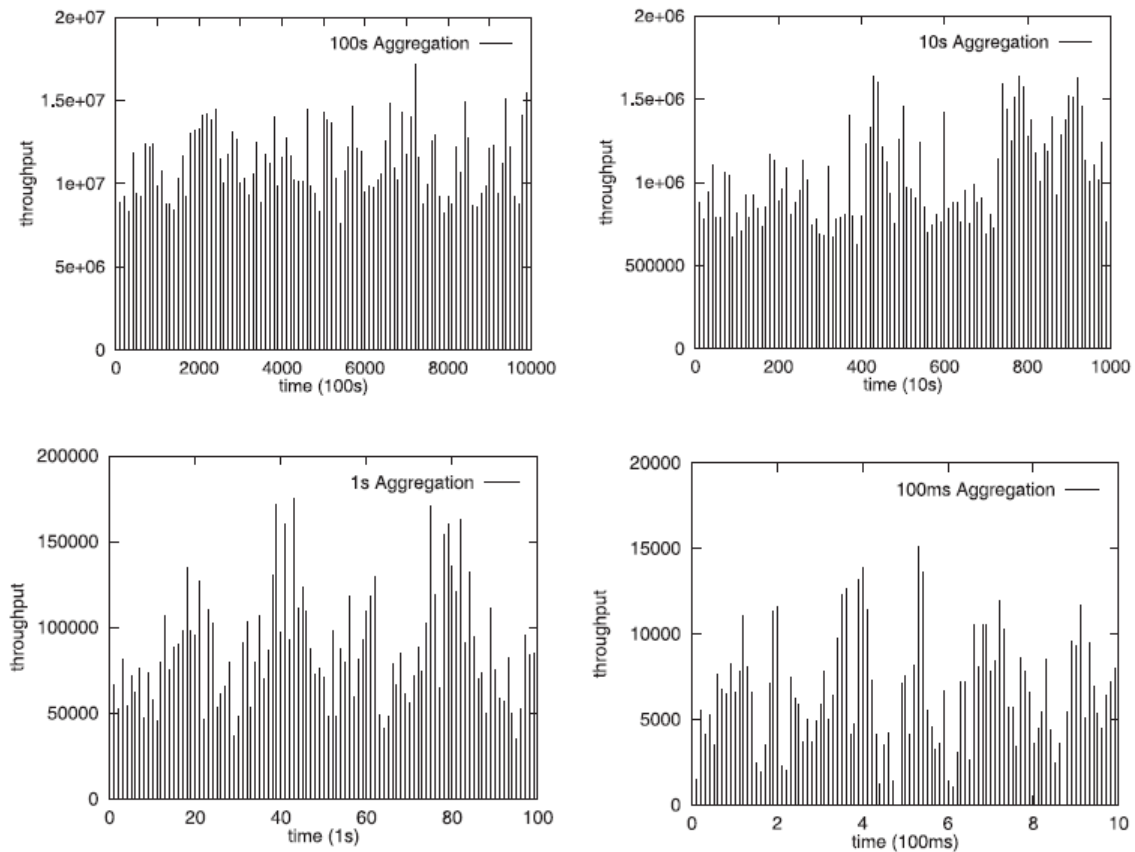 2e+07
100s Aggregation
1.5e+07
1e+07
5e+06
0
throughput
0 2000 4000 6000 8000 10000
time (100s)
2e+06
10s Aggregation
1.5e+06
1e+06
500000
0
throughput
0 200 400 600 800 1000
time (10s)
200000
1s Aggregation
150000
100000
50000
0
throughput
0 20 40 60 80 100
time (1s)
20000
100ms Aggregation
15000
10000
5000
0
throughput
0 2 4 6 8 10
time (100ms)